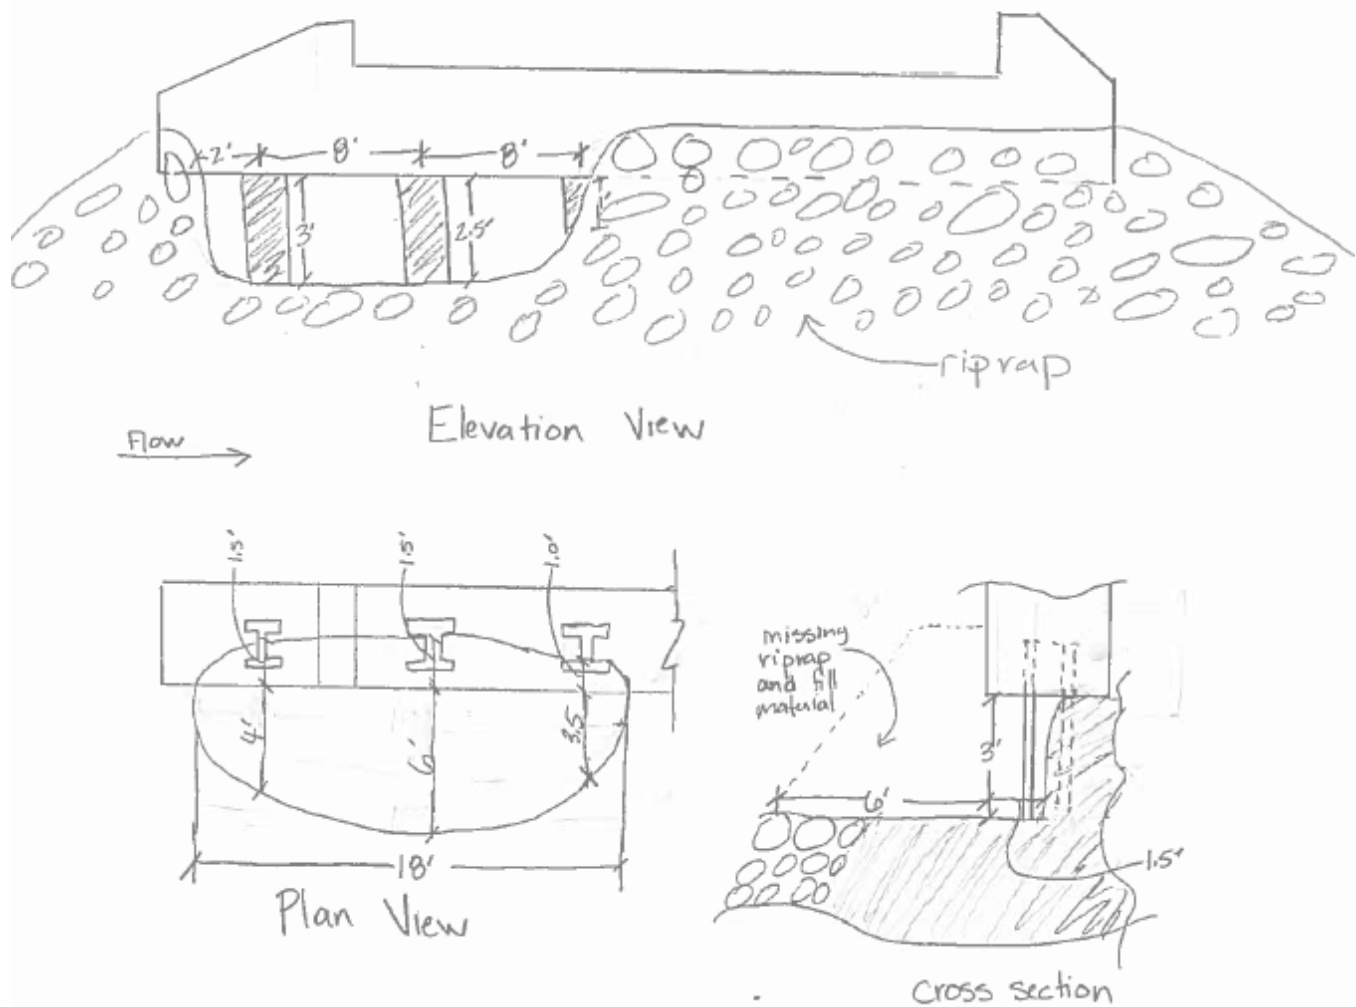 2' 8' 8'
3' 2.5' 1'
riprap
Elevation View
Flow
1.5' 1.5' 1.0'
4' 6' 3.5'
18'
Plan View
missing
riprap
and fill
material
3'
6'
1.5'
Cross section